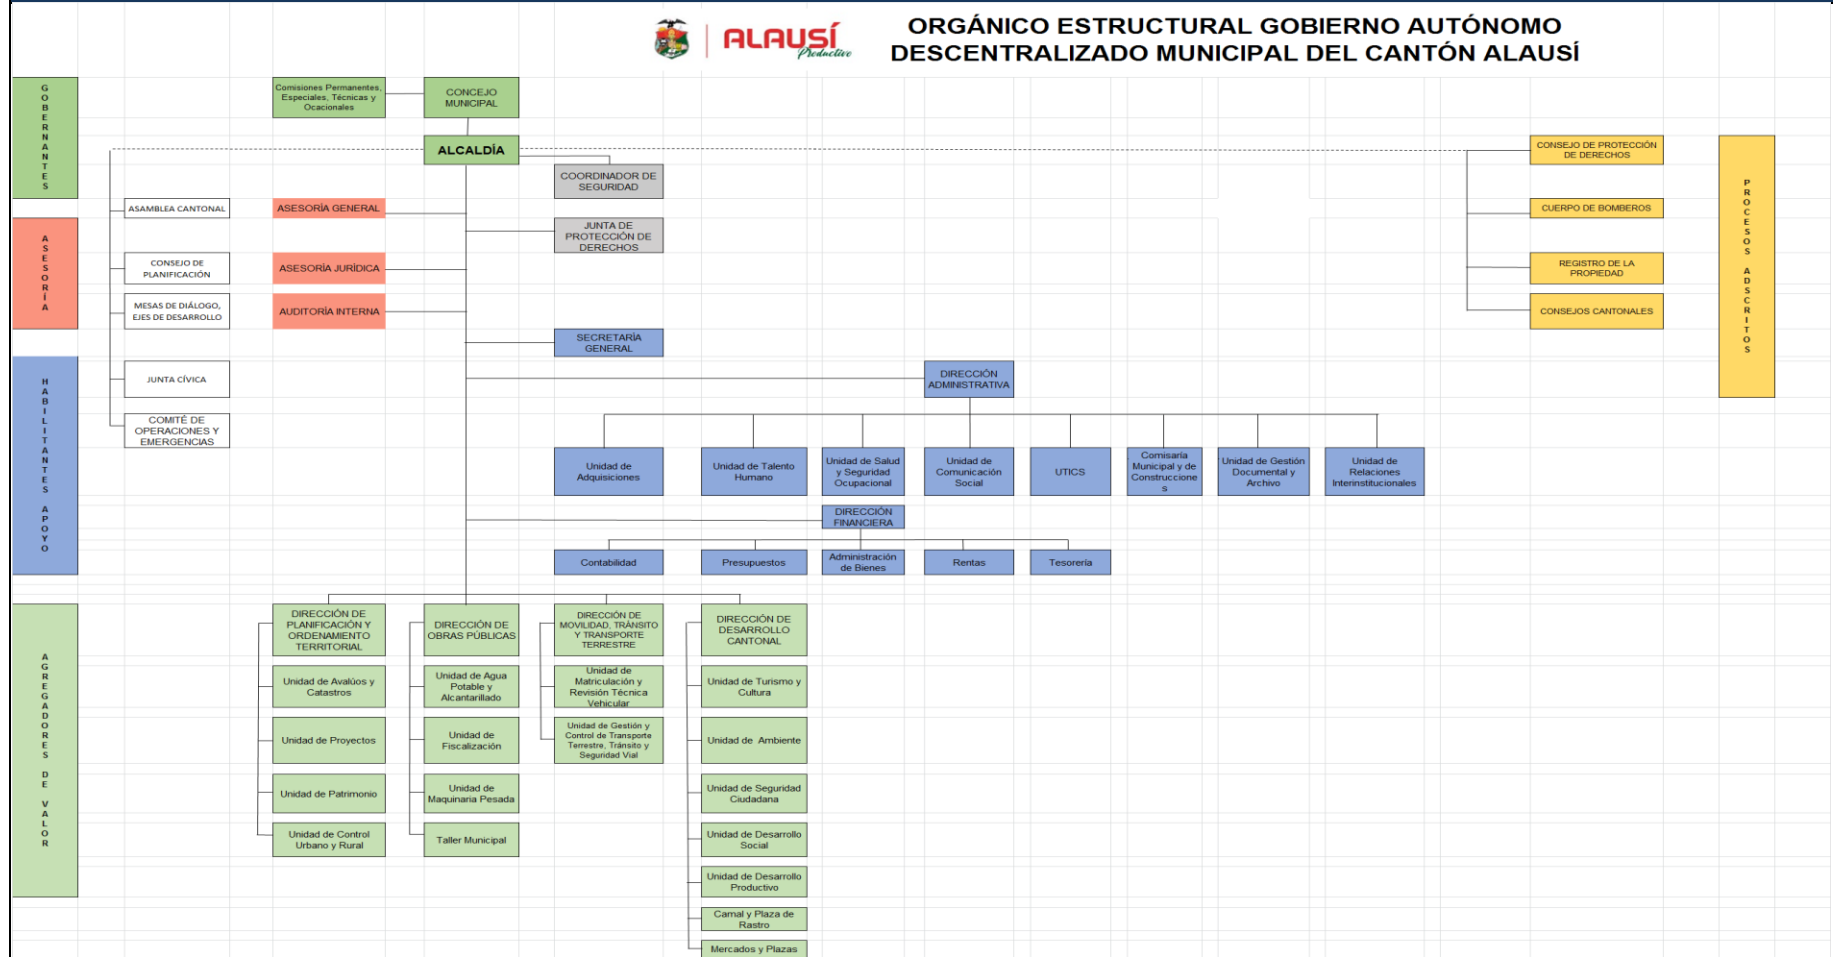 ALAUSÍ
Productivo
ORGÁNICO ESTRUCTURAL GOBIERNO AUTÓNOMO
DESCENTRALIZADO MUNICIPAL DEL CANTÓN ALAUSÍ
GOBERNANTES
Comisiones Permanentes,
Especiales, Técnicas y
Ocacionales
CONCEJO
MUNICIPAL
ALCALDÍA
COORDINADOR DE
SEGURIDAD
CONSEJO DE PROTECCIÓN
DE DERECHOS
PROCESOS ADSCRITOS
ASAMBLEA CANTONAL
ASESORÍA GENERAL
CUERPO DE BOMBEROS
ASESORÍA
JUNTA DE
PROTECCIÓN DE
DERECHOS
CONSEJO DE
PLANIFICACIÓN
ASESORÍA JURÍDICA
REGISTRO DE LA
PROPIEDAD
MESAS DE DIÁLOGO,
EJES DE DESARROLLO
AUDITORÍA INTERNA
CONSEJOS CANTONALES
SECRETARÍA
GENERAL
HABILITANTES APOYO
JUNTA CÍVICA
DIRECCIÓN
ADMINISTRATIVA
COMITÉ DE
OPERACIONES Y
EMERGENCIAS
Unidad de
Adquisiciones
Unidad de Talento
Humano
Unidad de Salud
y Seguridad
Ocupacional
Unidad de
Comunicación
Social
UTICS
Comisaría
Municipal y de
Construccione
s
Unidad de Gestión
Documental y
Archivo
Unidad de
Relaciones
Interinstitucionales
DIRECCIÓN
FINANCIERA
Contabilidad
Presupuestos
Administración
de Bienes
Rentas
Tesorería
AGREGADORES DE VALOR
DIRECCIÓN DE
PLANIFICACIÓN Y
ORDENAMIENTO
TERRITORIAL
DIRECCIÓN DE
OBRAS PÚBLICAS
DIRECCIÓN DE
MOVILIDAD, TRÁNSITO
Y TRANSPORTE
TERRESTRE
DIRECCIÓN DE
DESARROLLO
CANTONAL
Unidad de Avalúos y
Catastros
Unidad de Agua
Potable y
Alcantarillado
Unidad de
Matriculación y
Revisión Técnica
Vehicular
Unidad de Turismo y
Cultura
Unidad de Proyectos
Unidad de
Fiscalización
Unidad de Gestión y
Control de Transporte
Terrestre, Tránsito y
Seguridad Vial
Unidad de  Ambiente
Unidad de Patrimonio
Unidad de
Maquinaria Pesada
Unidad de Seguridad
Ciudadana
Unidad de Control
Urbano y Rural
Taller Municipal
Unidad de Desarrollo
Social
Unidad de Desarrollo
Productivo
Camal y Plaza de
Rastro
Mercados y Plazas